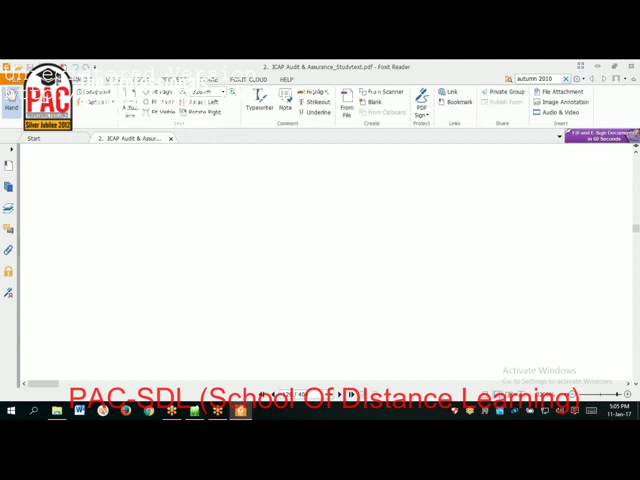 2. ICAP Audit & Assurance_Studytext.pdf - Foxit Reader
autumn 2010
FOXIT CLOUD HELP
PAC
Silver Jubilee 2012
Hand
Fit Visible
Rotate Left
Rotate Right
Typewriter
Note
Highlight
Strikeout
Underline
Comment
From File
From Scanner
Blank
From Clipboard
PDF Sign
Protect
Link
Bookmark
Links
Private Group
Share
File Attachment
Image Annotation
Audio & Video
Insert
Start
2. ICAP Audit & Assur...
Fill and E-Sign Documents
in 60 Seconds
Activate Windows
Go to Settings to activate Windows.
PAC-SDL (School Of DIstance Learning)
5:05 PM
11-Jan-17